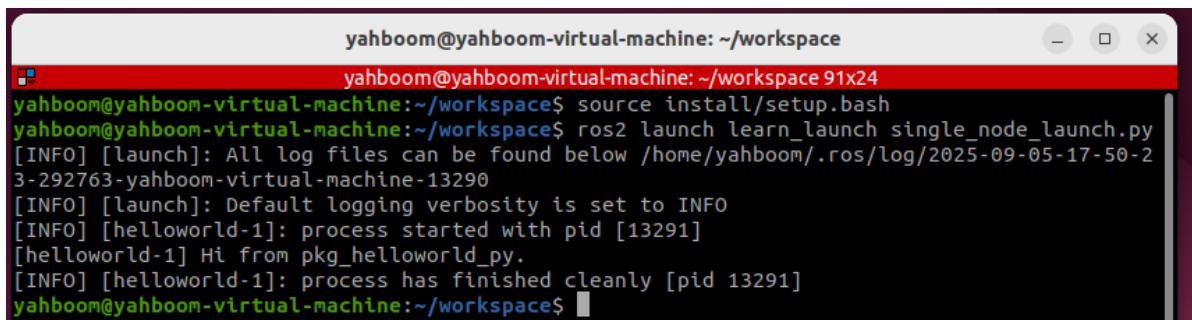 yahboom@yahboom-virtual-machine: ~/workspace
yahboom@yahboom-virtual-machine: ~/workspace 91x24
yahboom@yahboom-virtual-machine:~/workspace$ source install/setup.bash
yahboom@yahboom-virtual-machine:~/workspace$ ros2 launch learn_launch single_node_launch.py
[INFO] [launch]: All log files can be found below /home/yahboom/.ros/log/2025-09-05-17-50-2
3-292763-yahboom-virtual-machine-13290
[INFO] [launch]: Default logging verbosity is set to INFO
[INFO] [helloworld-1]: process started with pid [13291]
[helloworld-1] Hi from pkg_helloworld_py.
[INFO] [helloworld-1]: process has finished cleanly [pid 13291]
yahboom@yahboom-virtual-machine:~/workspace$